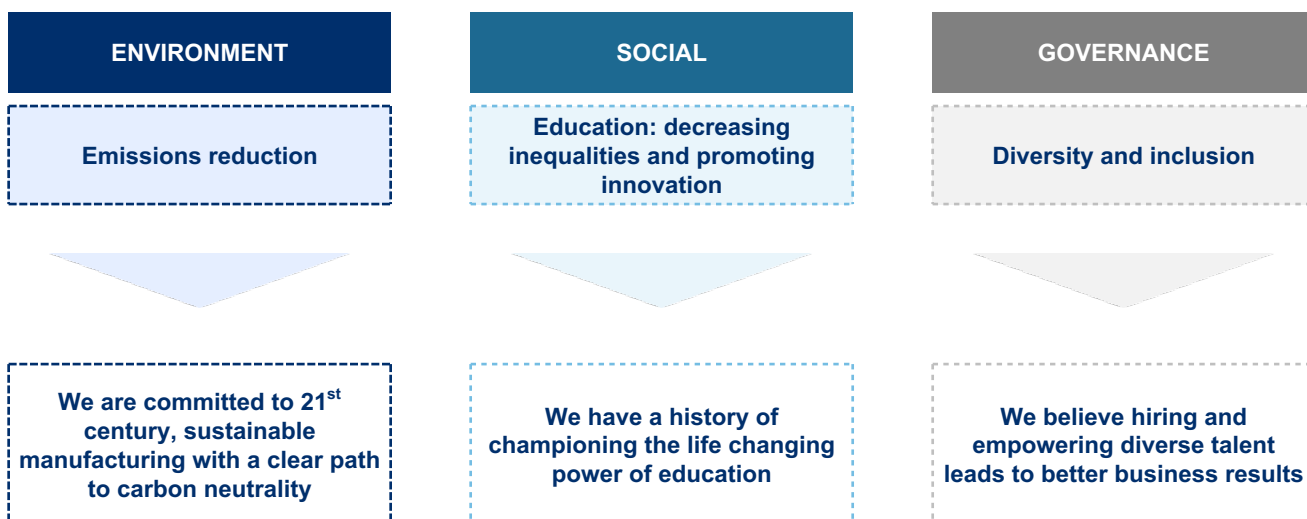 ENVIRONMENT
Emissions reduction
We are committed to 21st
century, sustainable
manufacturing with a clear path
to carbon neutrality
SOCIAL
Education: decreasing
inequalities and promoting
innovation
We have a history of
championing the life changing
power of education
GOVERNANCE
Diversity and inclusion
We believe hiring and
empowering diverse talent
leads to better business results